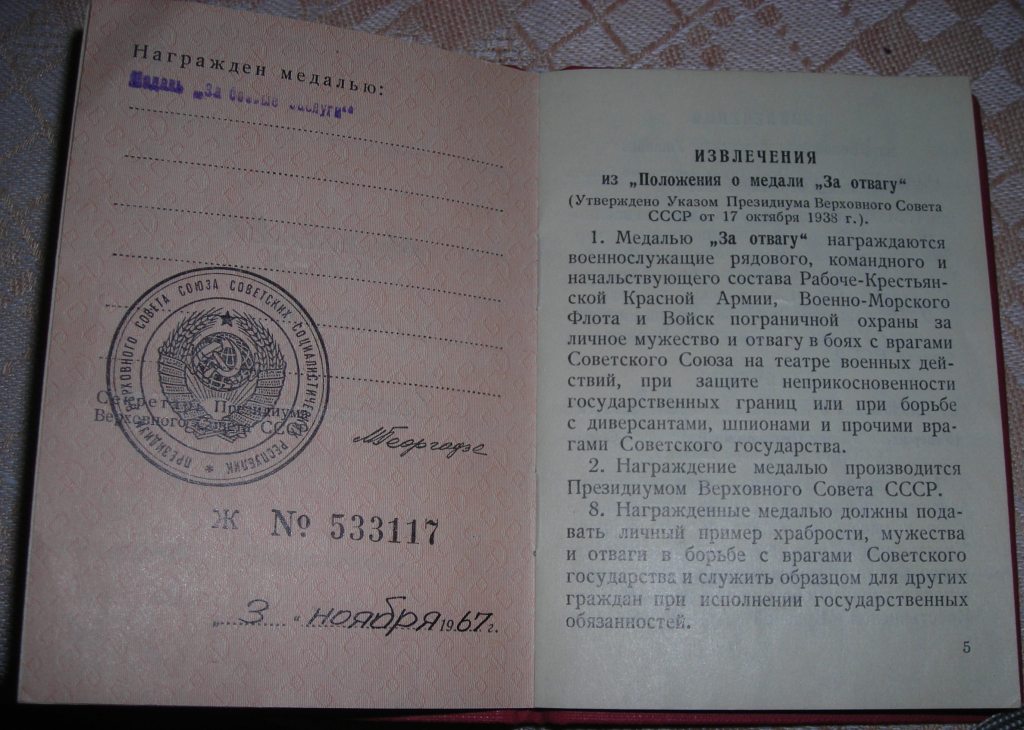 Награжден медалью:
Медаль „За боевые заслуги“
ПРЕЗИДИУМ ВЕРХОВНОГО СОВЕТА СОЮЗА СОВЕТСКИХ СОЦИАЛИСТИЧЕСКИХ РЕСПУБЛИК
Секретарь Президиума
Верховного Совета СССР
МГеоргадзе
Ж № 533117
„ 3 “ ноября 1967 г.
ИЗВЛЕЧЕНИЯ
из „Положения о медали „За отвагу“
(Утверждено Указом Президиума Верховного Совета
СССР от 17 октября 1938 г.).
1. Медалью „За отвагу“ награждаются
военнослужащие рядового, командного и
начальствующего состава Рабоче-Крестьян-
ской Красной Армии, Военно-Морского
Флота и Войск пограничной охраны за
личное мужество и отвагу в боях с врагами
Советского Союза на театре военных дей-
ствий, при защите неприкосновенности
государственных границ или при борьбе
с диверсантами, шпионами и прочими вра-
гами Советского государства.
2. Награждение медалью производится
Президиумом Верховного Совета СССР.
8. Награжденные медалью должны пода-
вать личный пример храбрости, мужества
и отваги в борьбе с врагами Советского
государства и служить образцом для других
граждан при исполнении государственных
обязанностей.
5